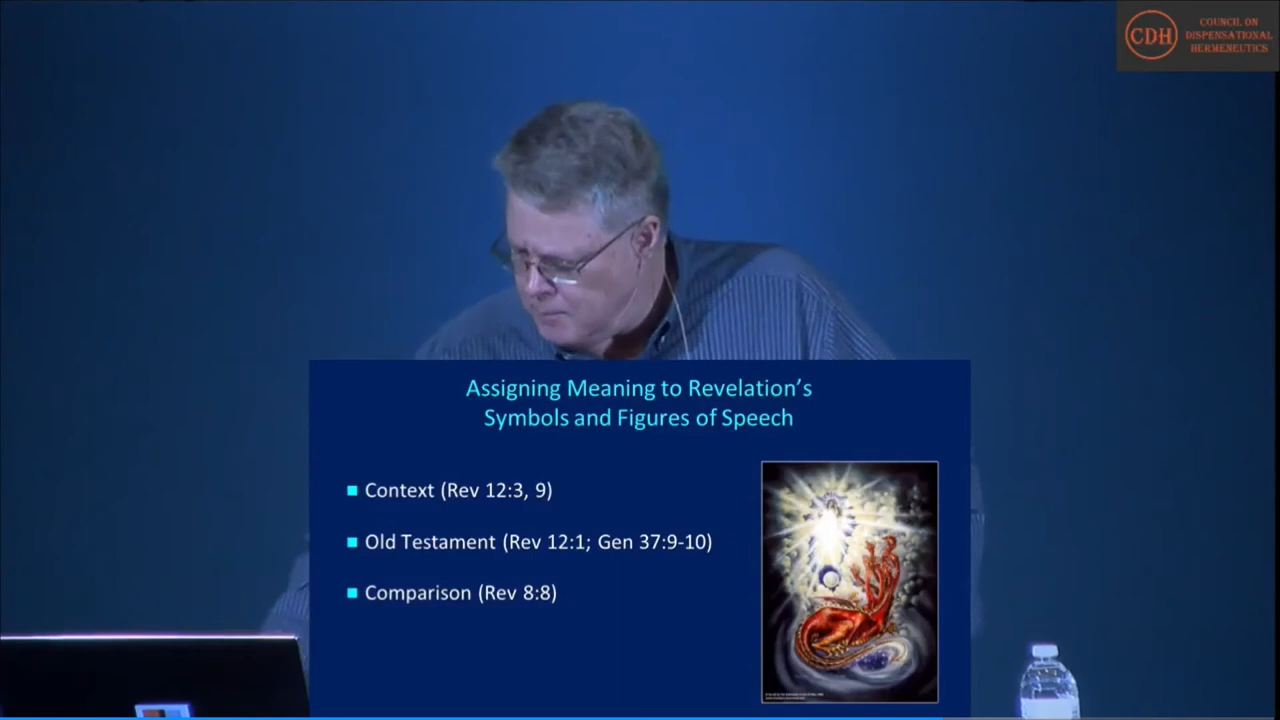 CDH
COUNCIL ON
DISPENSATIONAL
HERMENEUTICS
Assigning Meaning to Revelation's
Symbols and Figures of Speech
Context (Rev 12:3, 9)
Old Testament (Rev 12:1; Gen 37:9-10)
Comparison (Rev 8:8)